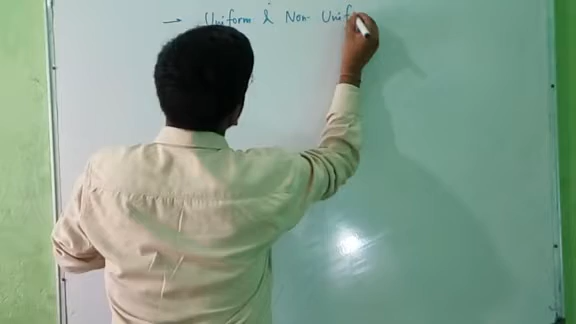 → Uniform & Non- Unif